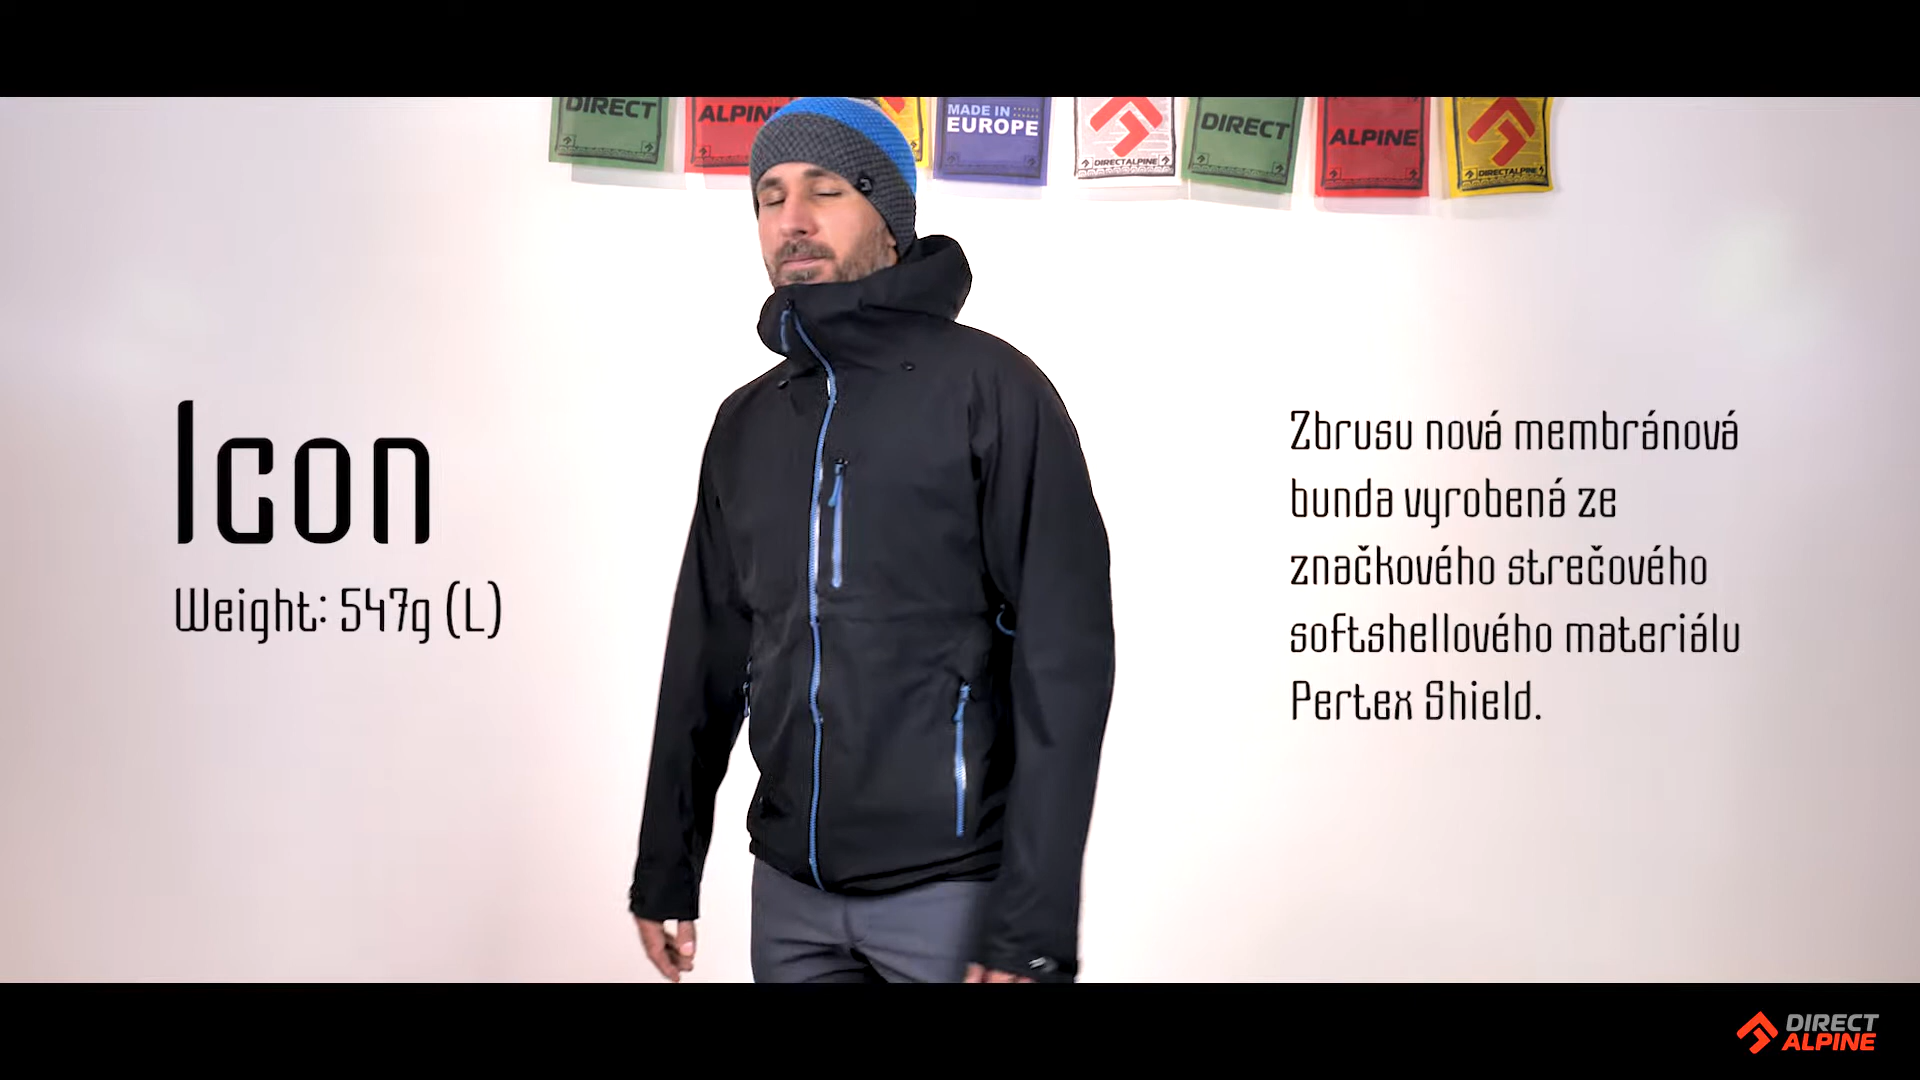 DIRECT
ALPIN
MADE IN
EUROPE
DIRECTALPINE
DIRECT
ALPINE
DIRECTALPINE
Icon
Weight: 547g (L)
Zbrusu nová membránová
bunda vyrobená ze
značkového strečového
softshellového materiálu
Pertex Shield.
DIRECT
ALPINE